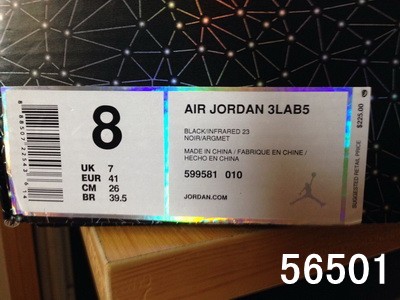 8
UK 7
EUR 41
CM 26
BR 39.5
AIR JORDAN 3LAB5
BLACK/INFRARED 23
NOIR/ARGMET
MADE IN CHINA / FABRIQUE EN CHINE /
HECHO EN CHINA
599581 010
JORDAN.COM
$225.00
SUGGESTED RETAIL PRICE
56501